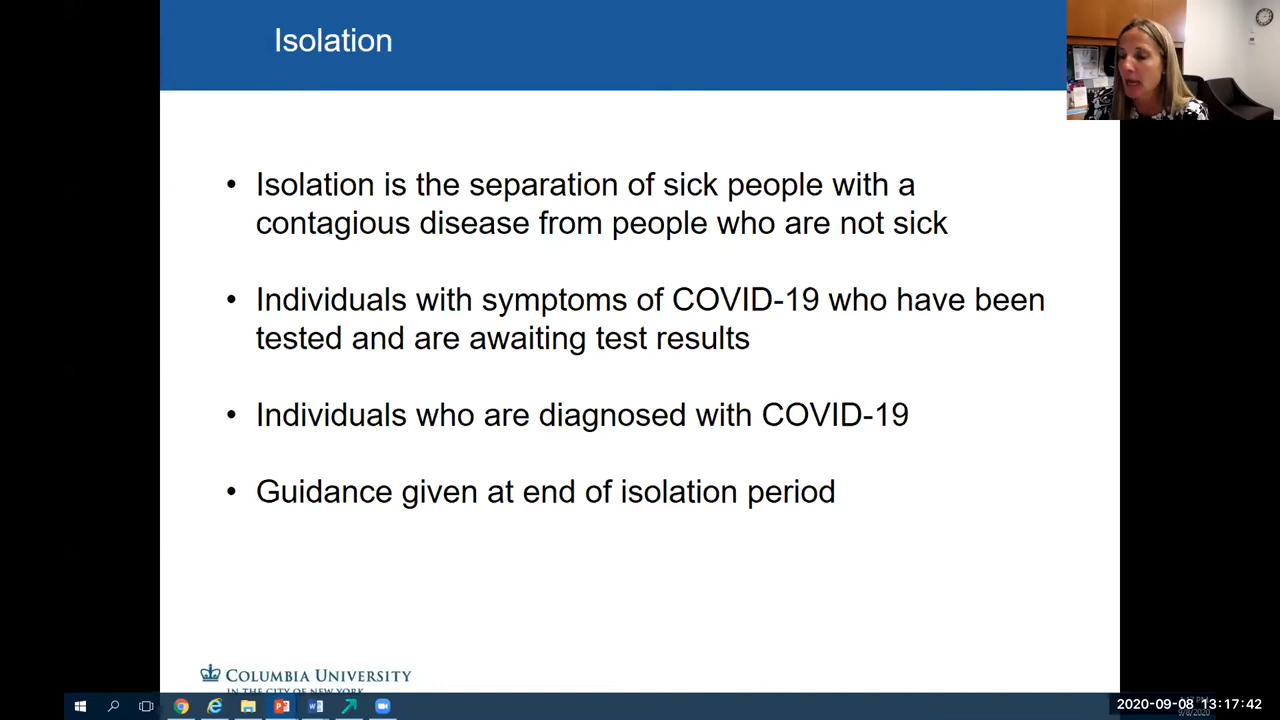 Isolation
• Isolation is the separation of sick people with a
contagious disease from people who are not sick
• Individuals with symptoms of COVID-19 who have been
tested and are awaiting test results
• Individuals who are diagnosed with COVID-19
• Guidance given at end of isolation period
COLUMBIA UNIVERSITY
IN THE CITY OF NEW YORK
2020-09-08 13:17:42